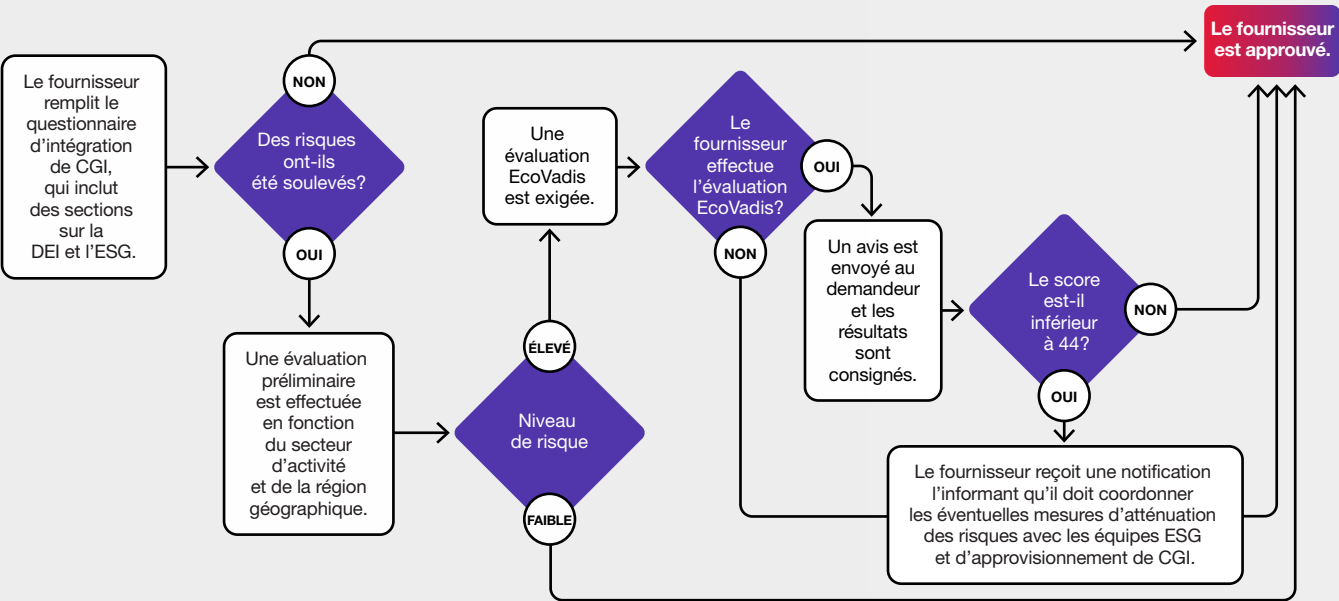 Le fournisseur
remplit le
questionnaire
d'intégration
de CGI,
qui inclut
des sections
sur la
DEI et l'ESG.
NON
Des risques
ont-ils
été soulevés?
OUI
Une évaluation
préliminaire
est effectuée
en fonction
du secteur
d'activité
et de la région
géographique.
ÉLEVÉ
Niveau
de risque
FAIBLE
Une
évaluation
EcoVadis
est exigée.
Le
fournisseur
effectue
l'évaluation
EcoVadis?
OUI
NON
Un avis est
envoyé au
demandeur
et les
résultats
sont
consignés.
Le score
est-il
inférieur
à 44?
NON
OUI
Le fournisseur reçoit une notification
l'informant qu'il doit coordonner
les éventuelles mesures d'atténuation
des risques avec les équipes ESG
et d'approvisionnement de CGI.
Le fournisseur
est approuvé.